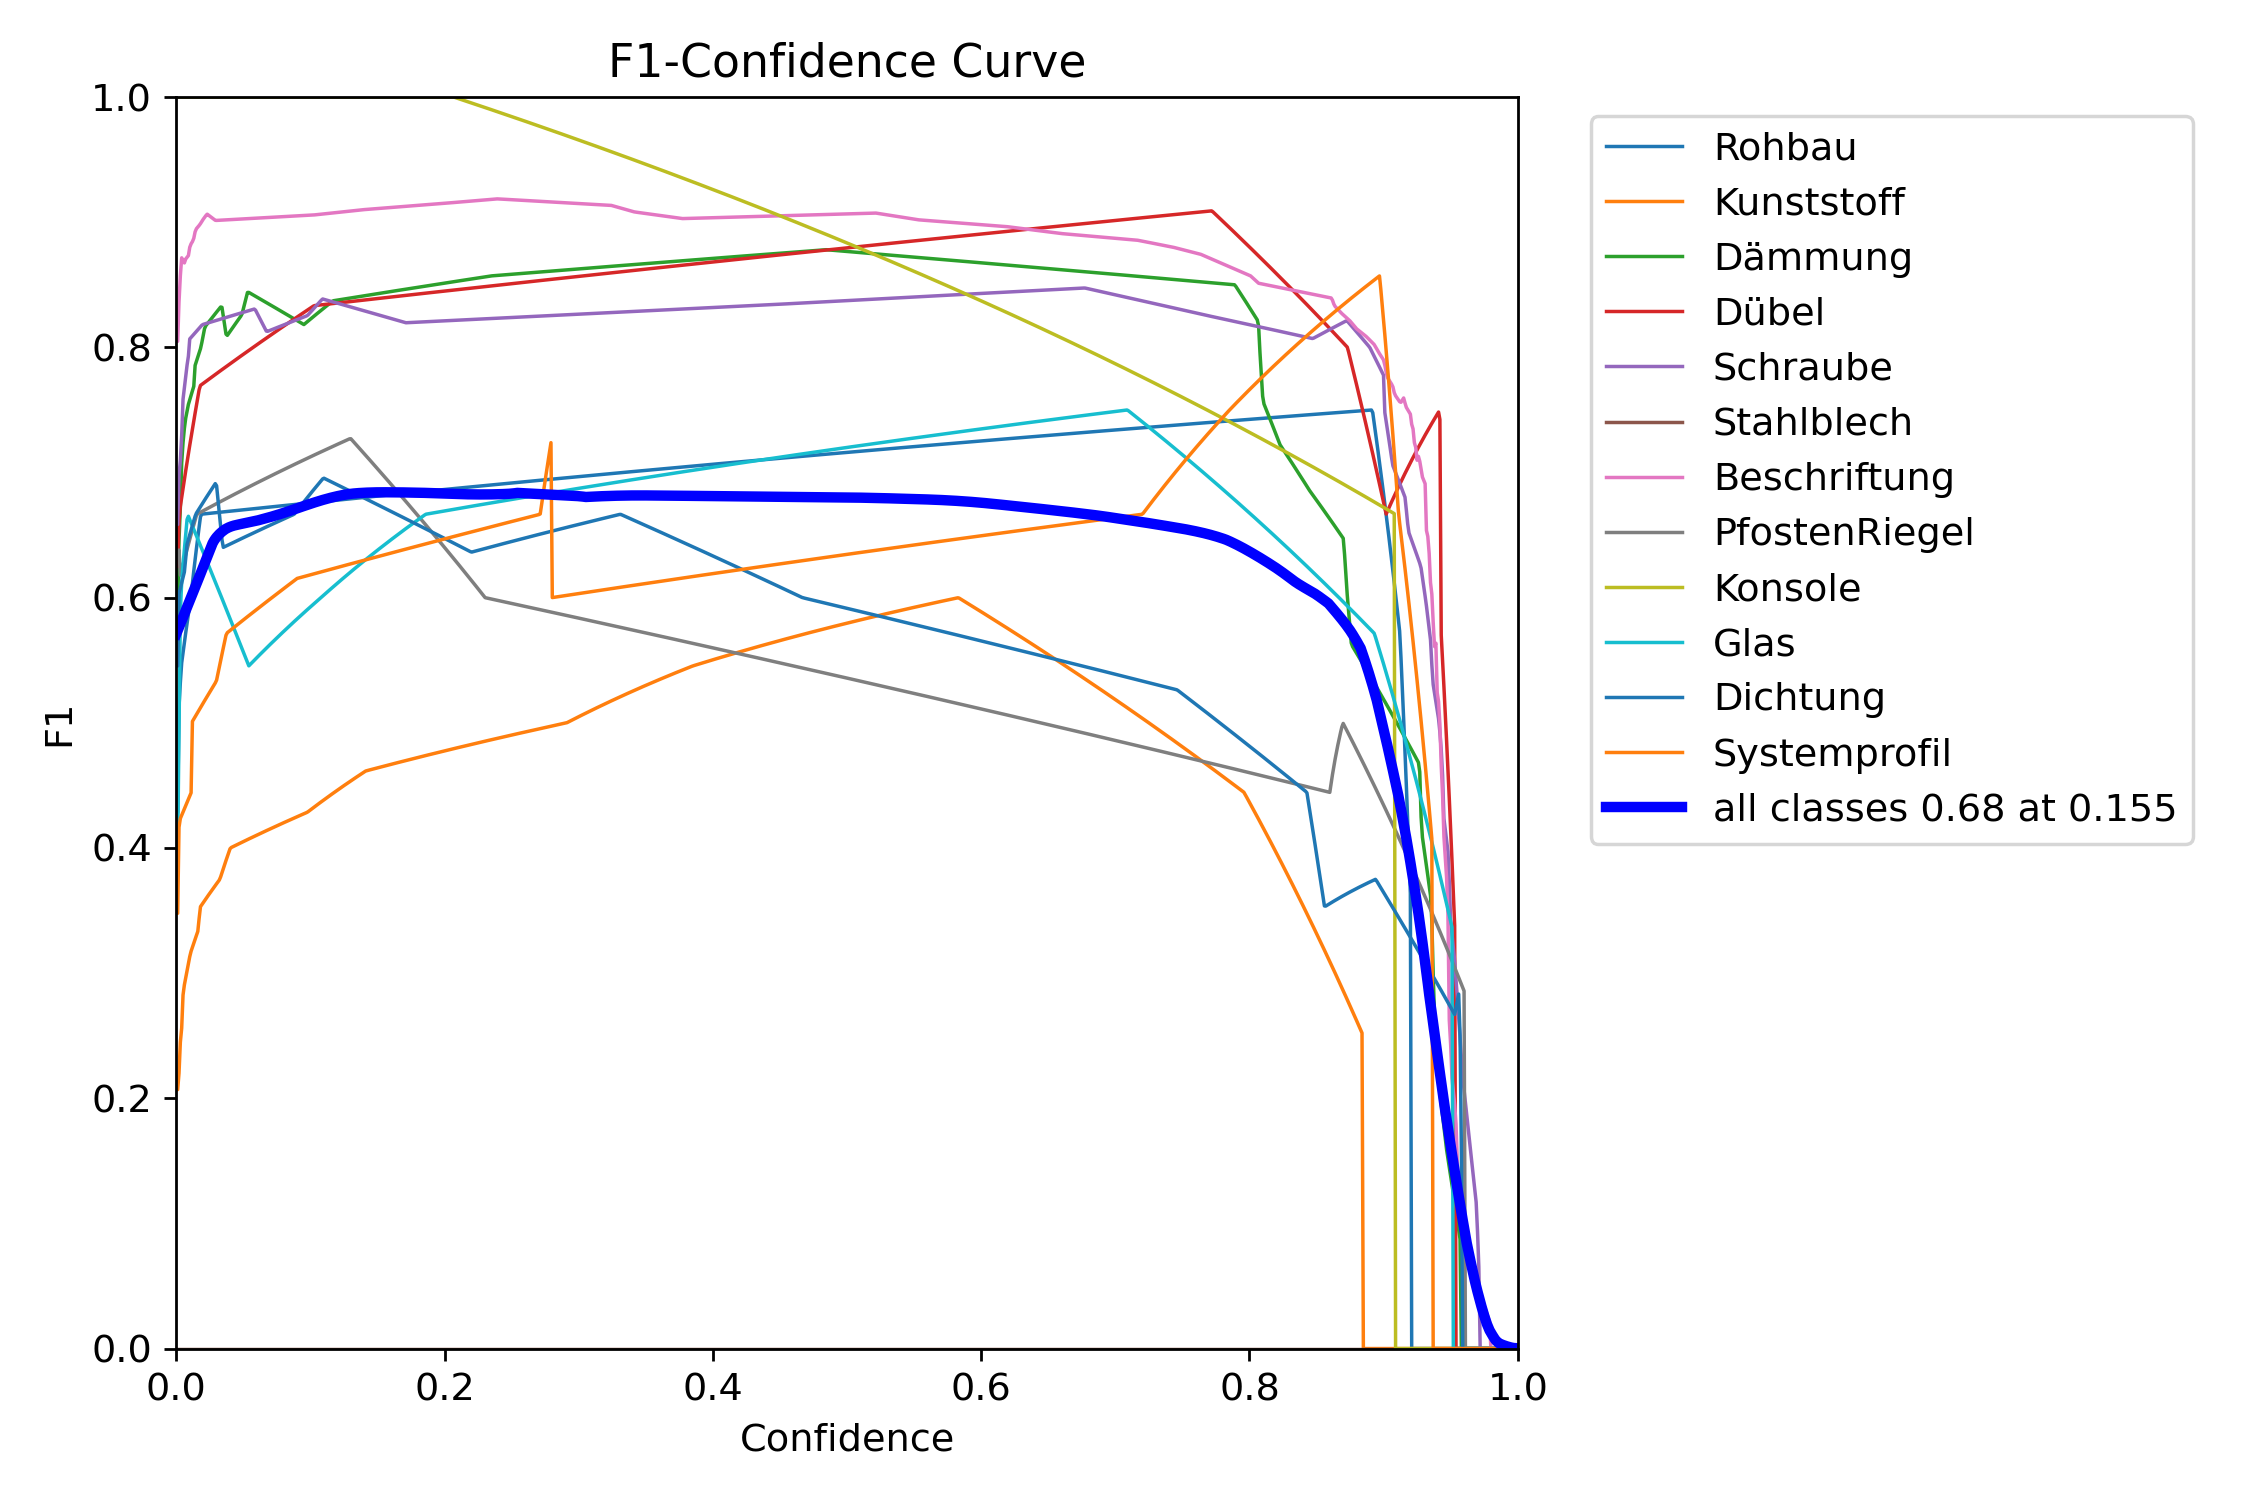 F1-Confidence Curve
1.0
0.8
0.6
0.4
0.2
0.0
F1
0.0 0.2 0.4 0.6 0.8 1.0
Confidence
Rohbau
Kunststoff
Dämmung
Dübel
Schraube
Stahlblech
Beschriftung
PfostenRiegel
Konsole
Glas
Dichtung
Systemprofil
all classes 0.68 at 0.155